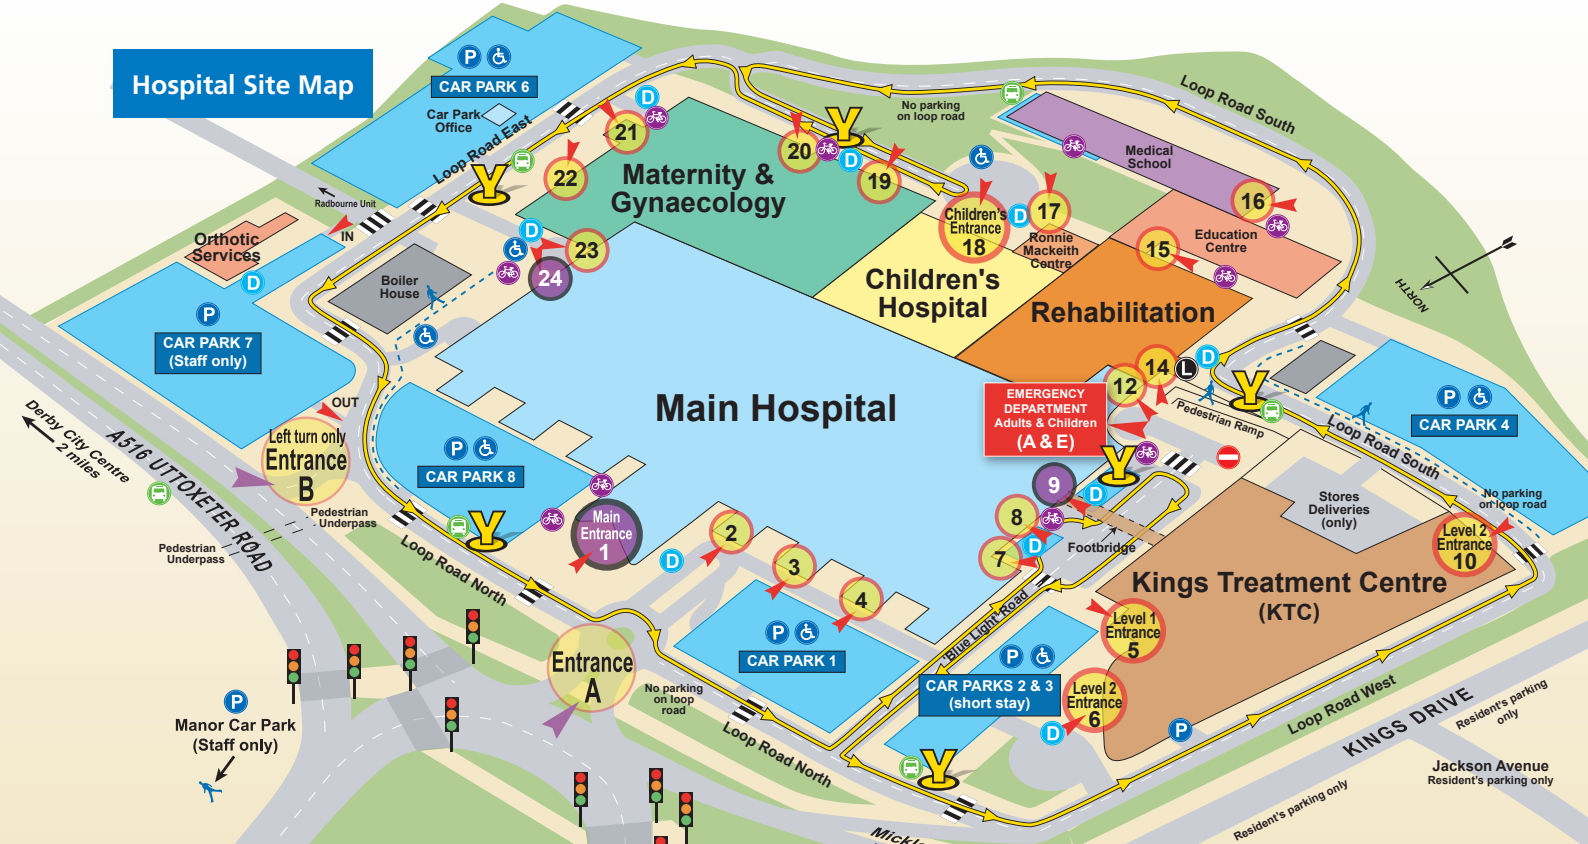 Hospital Site Map
P
CAR PARK 6
Car Park
Office
Loop Road East
D
21
22
20
D
19
Y
Y
No parking
on loop road
Loop Road South
Medical
School
16
Maternity &
Gynaecology
Children's
Entrance
18
D
17
Ronnie
Mackeith
Centre
15
Education
Centre
NORTH
Radbourne Unit
IN
Orthotic
Services
D
D
23
24
Boiler
House
Children's
Hospital
Rehabilitation
P
CAR PARK 7
(Staff only)
OUT
Main Hospital
EMERGENCY
DEPARTMENT
Adults & Children
(A & E)
12
14
L
D
Y
Pedestrian Ramp
P
CAR PARK 4
Loop Road South
No parking
on loop road
Derby City Centre
2 miles
A516 UTTOXETER ROAD
Left turn only
Entrance
B
P
CAR PARK 8
Pedestrian
Underpass
Pedestrian
Underpass
Y
Main
Entrance
1
D
2
3
4
9
D
Y
8
7
D
Footbridge
Stores
Deliveries
(only)
Level 2
Entrance
10
Kings Treatment Centre
(KTC)
Loop Road North
'Blue Light' Road
Level 1
Entrance
5
Entrance
A
P
CAR PARK 1
P
CAR PARKS 2 & 3
(short stay)
Level 2
Entrance
6
D
No parking
on loop
road
P
Manor Car Park
(Staff only)
Loop Road North
Y
P
Loop Road West
KINGS DRIVE
Resident's parking
only
Jackson Avenue
Resident's parking only
Resident's parking only